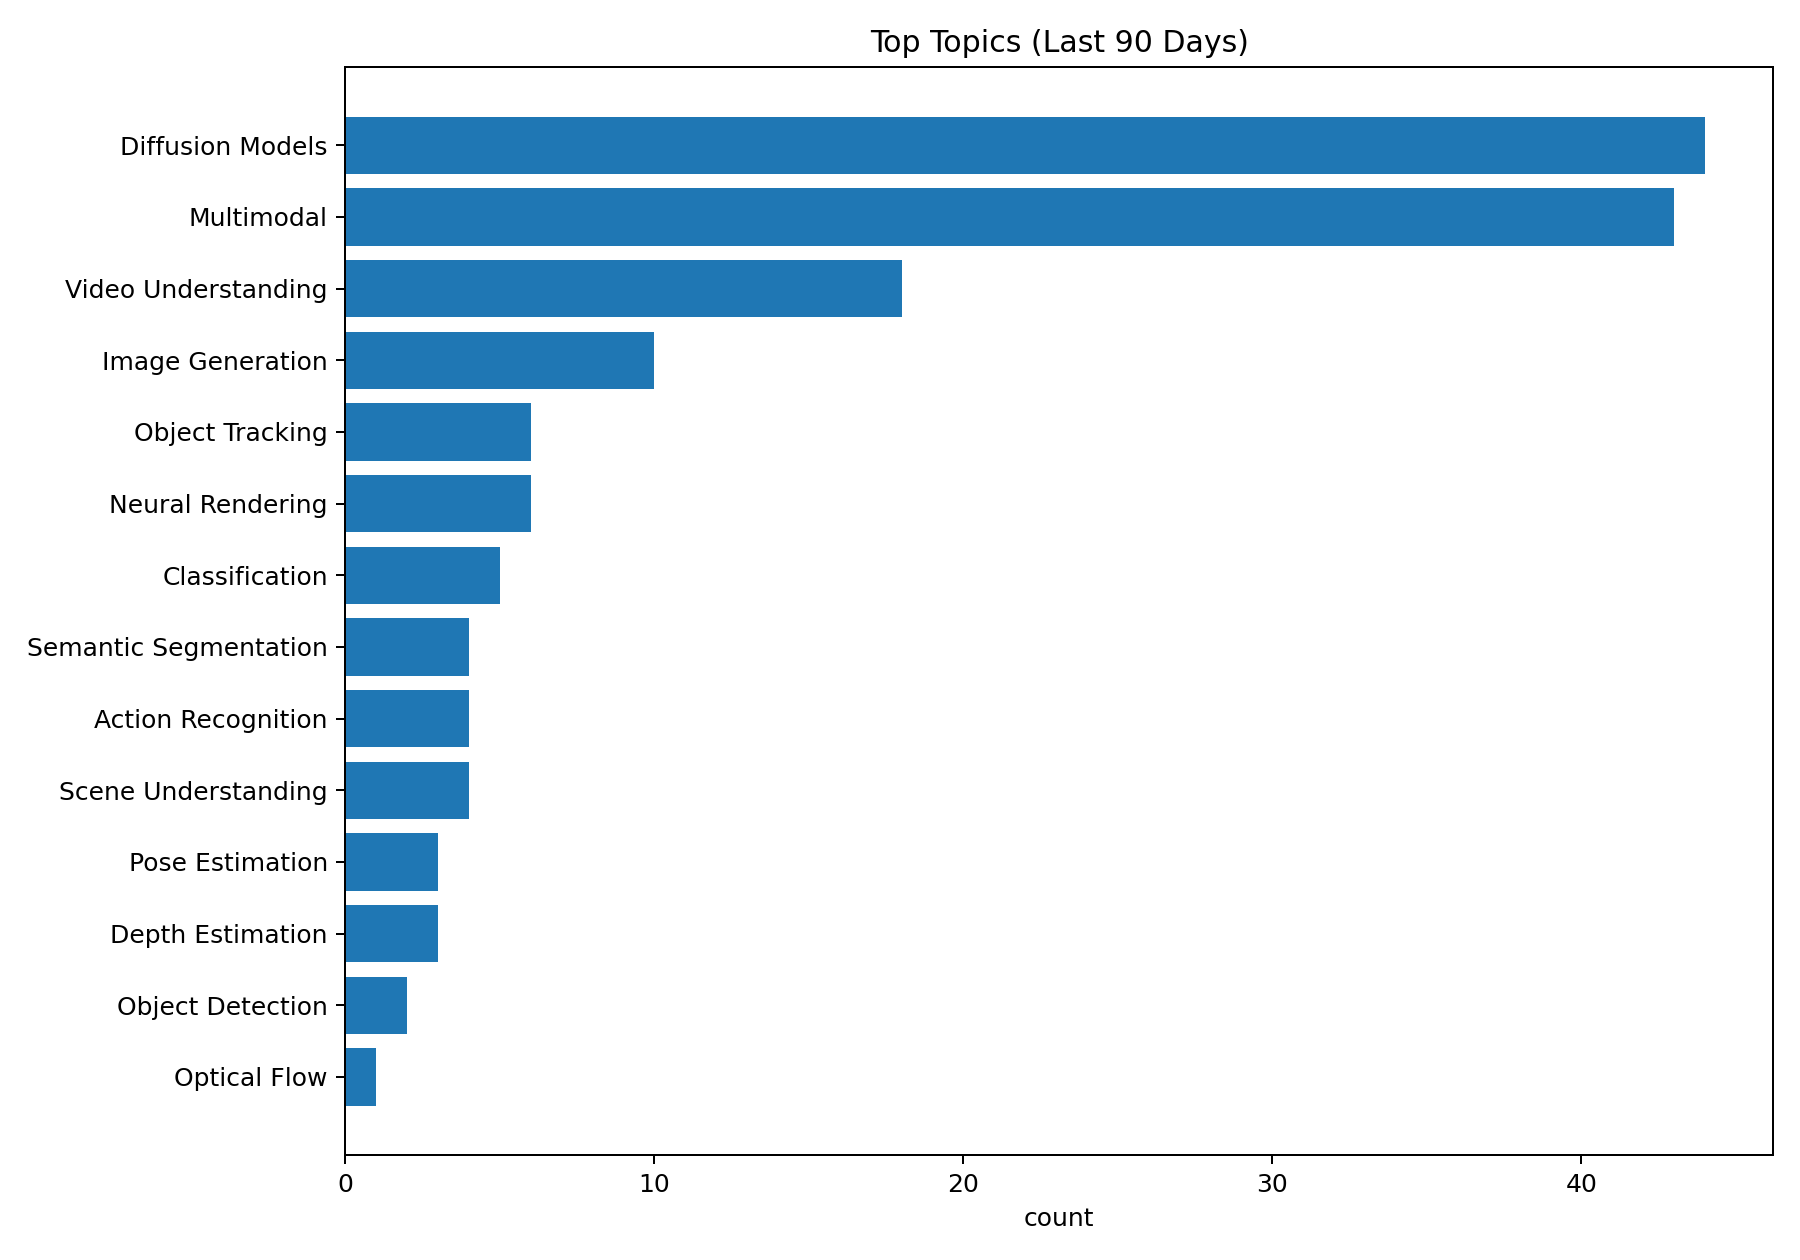 Top Topics (Last 90 Days)
Diffusion Models
Multimodal
Video Understanding
Image Generation
Object Tracking
Neural Rendering
Classification
Semantic Segmentation
Action Recognition
Scene Understanding
Pose Estimation
Depth Estimation
Object Detection
Optical Flow
0 10 20 30 40
count